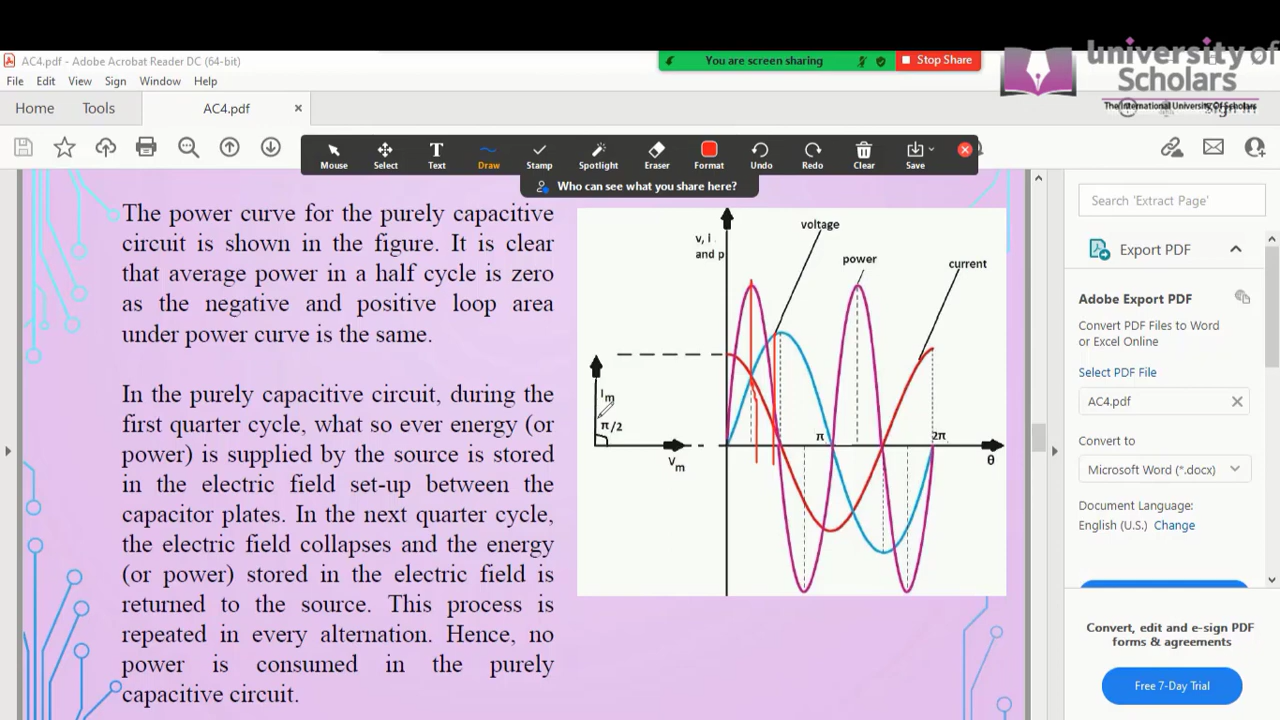 AC4.pdf - Adobe Acrobat Reader DC (64-bit)
You are screen sharing
Stop Share
University of
Scholars
The International University Of Scholars
File Edit View Sign Window Help
Home Tools AC4.pdf ×
Sign In
Mouse Select Text Draw Stamp Spotlight Eraser Format Undo Redo Clear Save
Who can see what you share here?
The power curve for the purely capacitive
circuit is shown in the figure. It is clear
that average power in a half cycle is zero
as the negative and positive loop area
under power curve is the same.
In the purely capacitive circuit, during the
first quarter cycle, what so ever energy (or
power) is supplied by the source is stored
in the electric field set-up between the
capacitor plates. In the next quarter cycle,
the electric field collapses and the energy
(or power) stored in the electric field is
returned to the source. This process is
repeated in every alternation. Hence, no
power is consumed in the purely
capacitive circuit.
v, I
and p
voltage
power
current
Im
π/2
Vm
π
2π
θ
Search 'Extract Page'
Export PDF
Adobe Export PDF
Convert PDF Files to Word
or Excel Online
Select PDF File
AC4.pdf
Convert to
Microsoft Word (*.docx)
Document Language:
English (U.S.) Change
Convert, edit and e-sign PDF
forms & agreements
Free 7-Day Trial